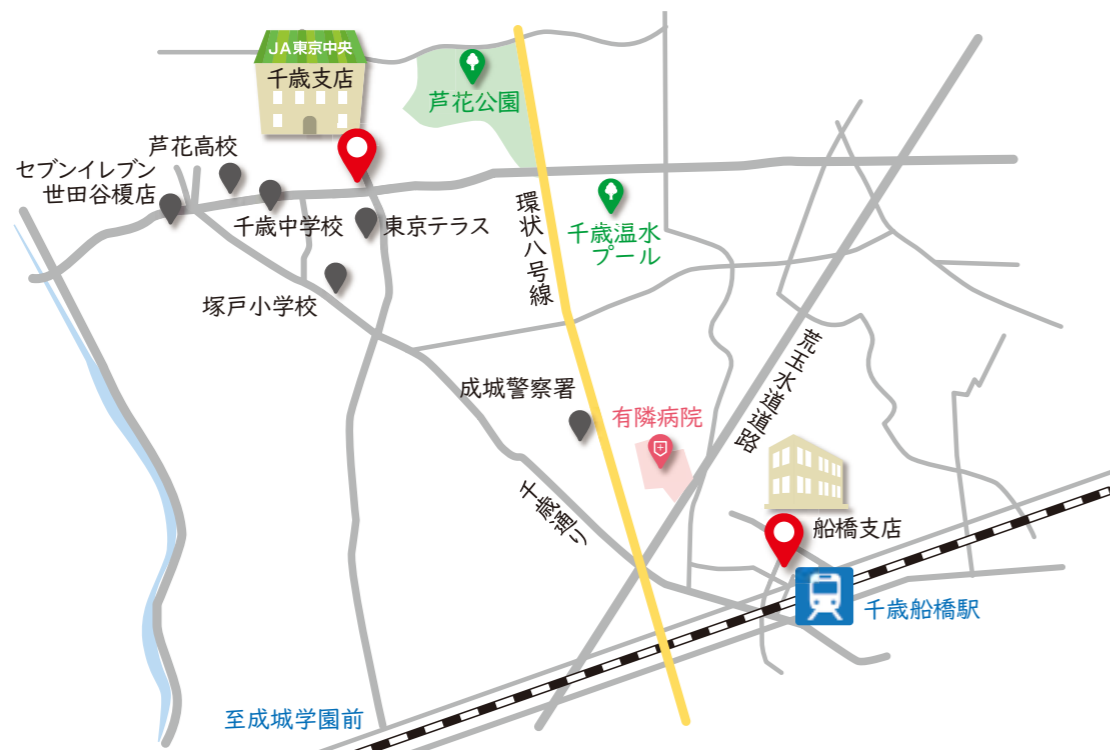 JA東京中央
千歳支店
芦花公園
芦花高校
セブンイレブン
世田谷榎店
千歳中学校
東京テラス
環状八号線
千歳温水
プール
塚戸小学校
荒玉水道道路
成城警察署
有隣病院
千歳通り
船橋支店
千歳船橋駅
至成城学園前